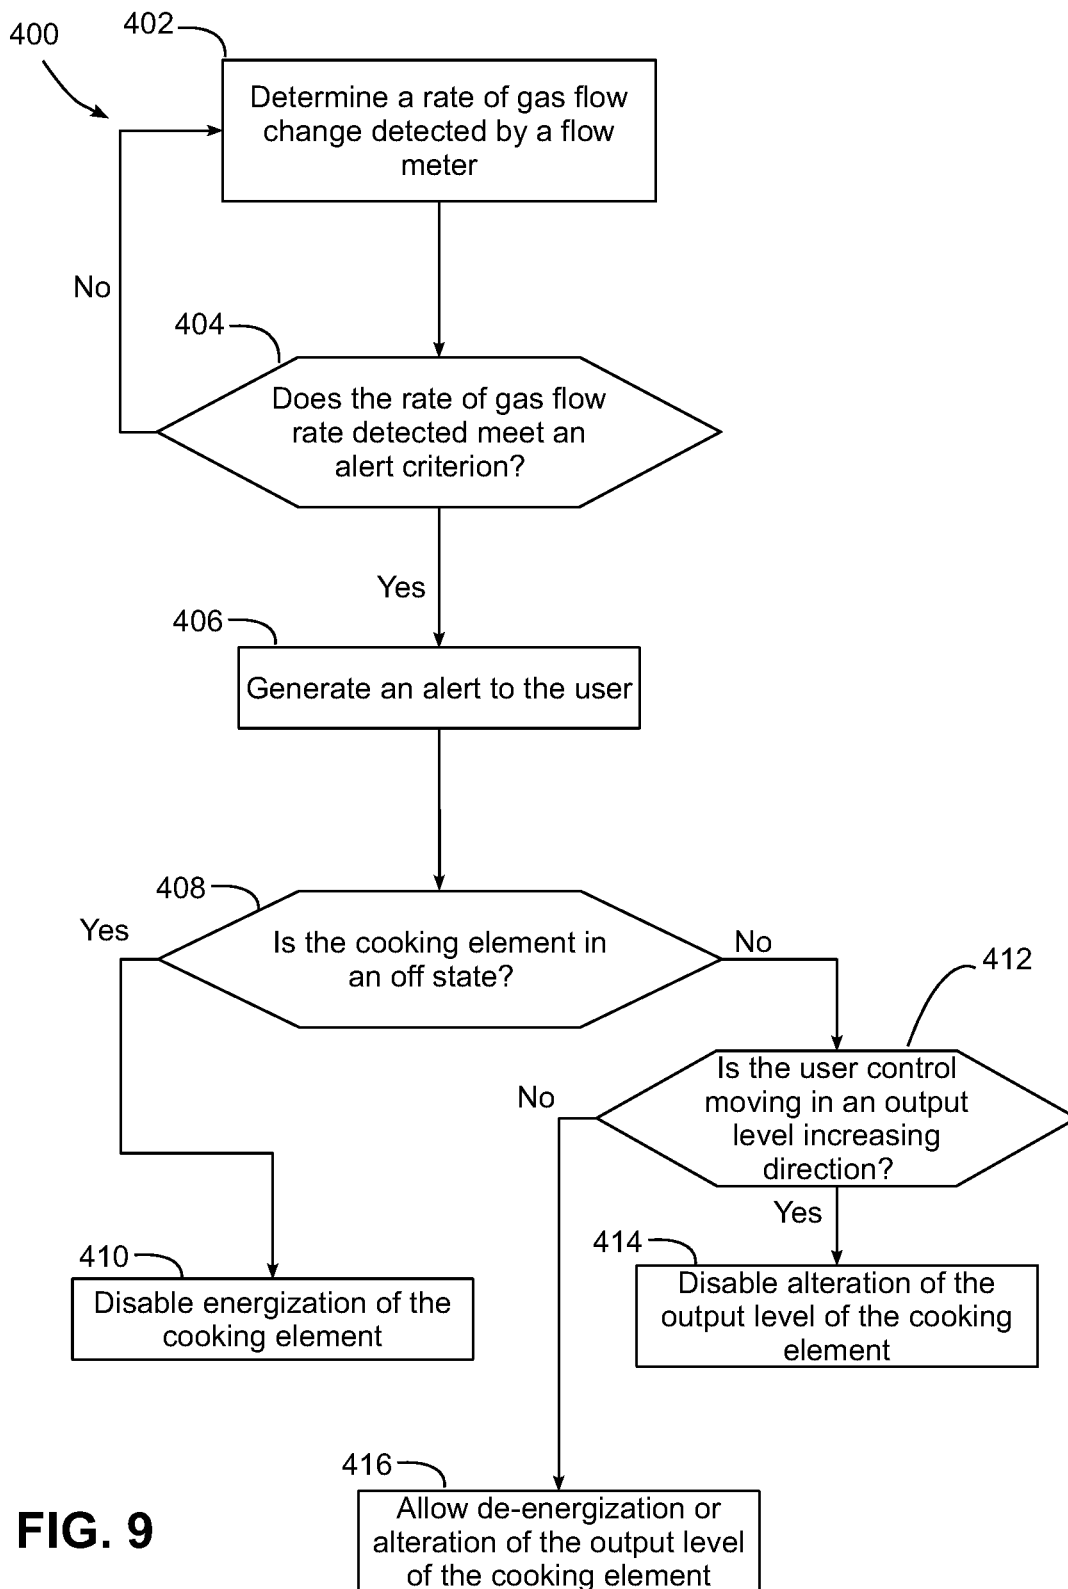 400
402
Determine a rate of gas flow
change detected by a flow
meter
No
404
Does the rate of gas flow
rate detected meet an
alert criterion?
Yes
406
Generate an alert to the user
408
Yes
Is the cooking element in
an off state?
No
412
Is the user control
moving in an output
level increasing
direction?
No
Yes
410
Disable energization of the
cooking element
414
Disable alteration of the
output level of the cooking
element
416
Allow de-energization or
alteration of the output level
of the cooking element
FIG. 9